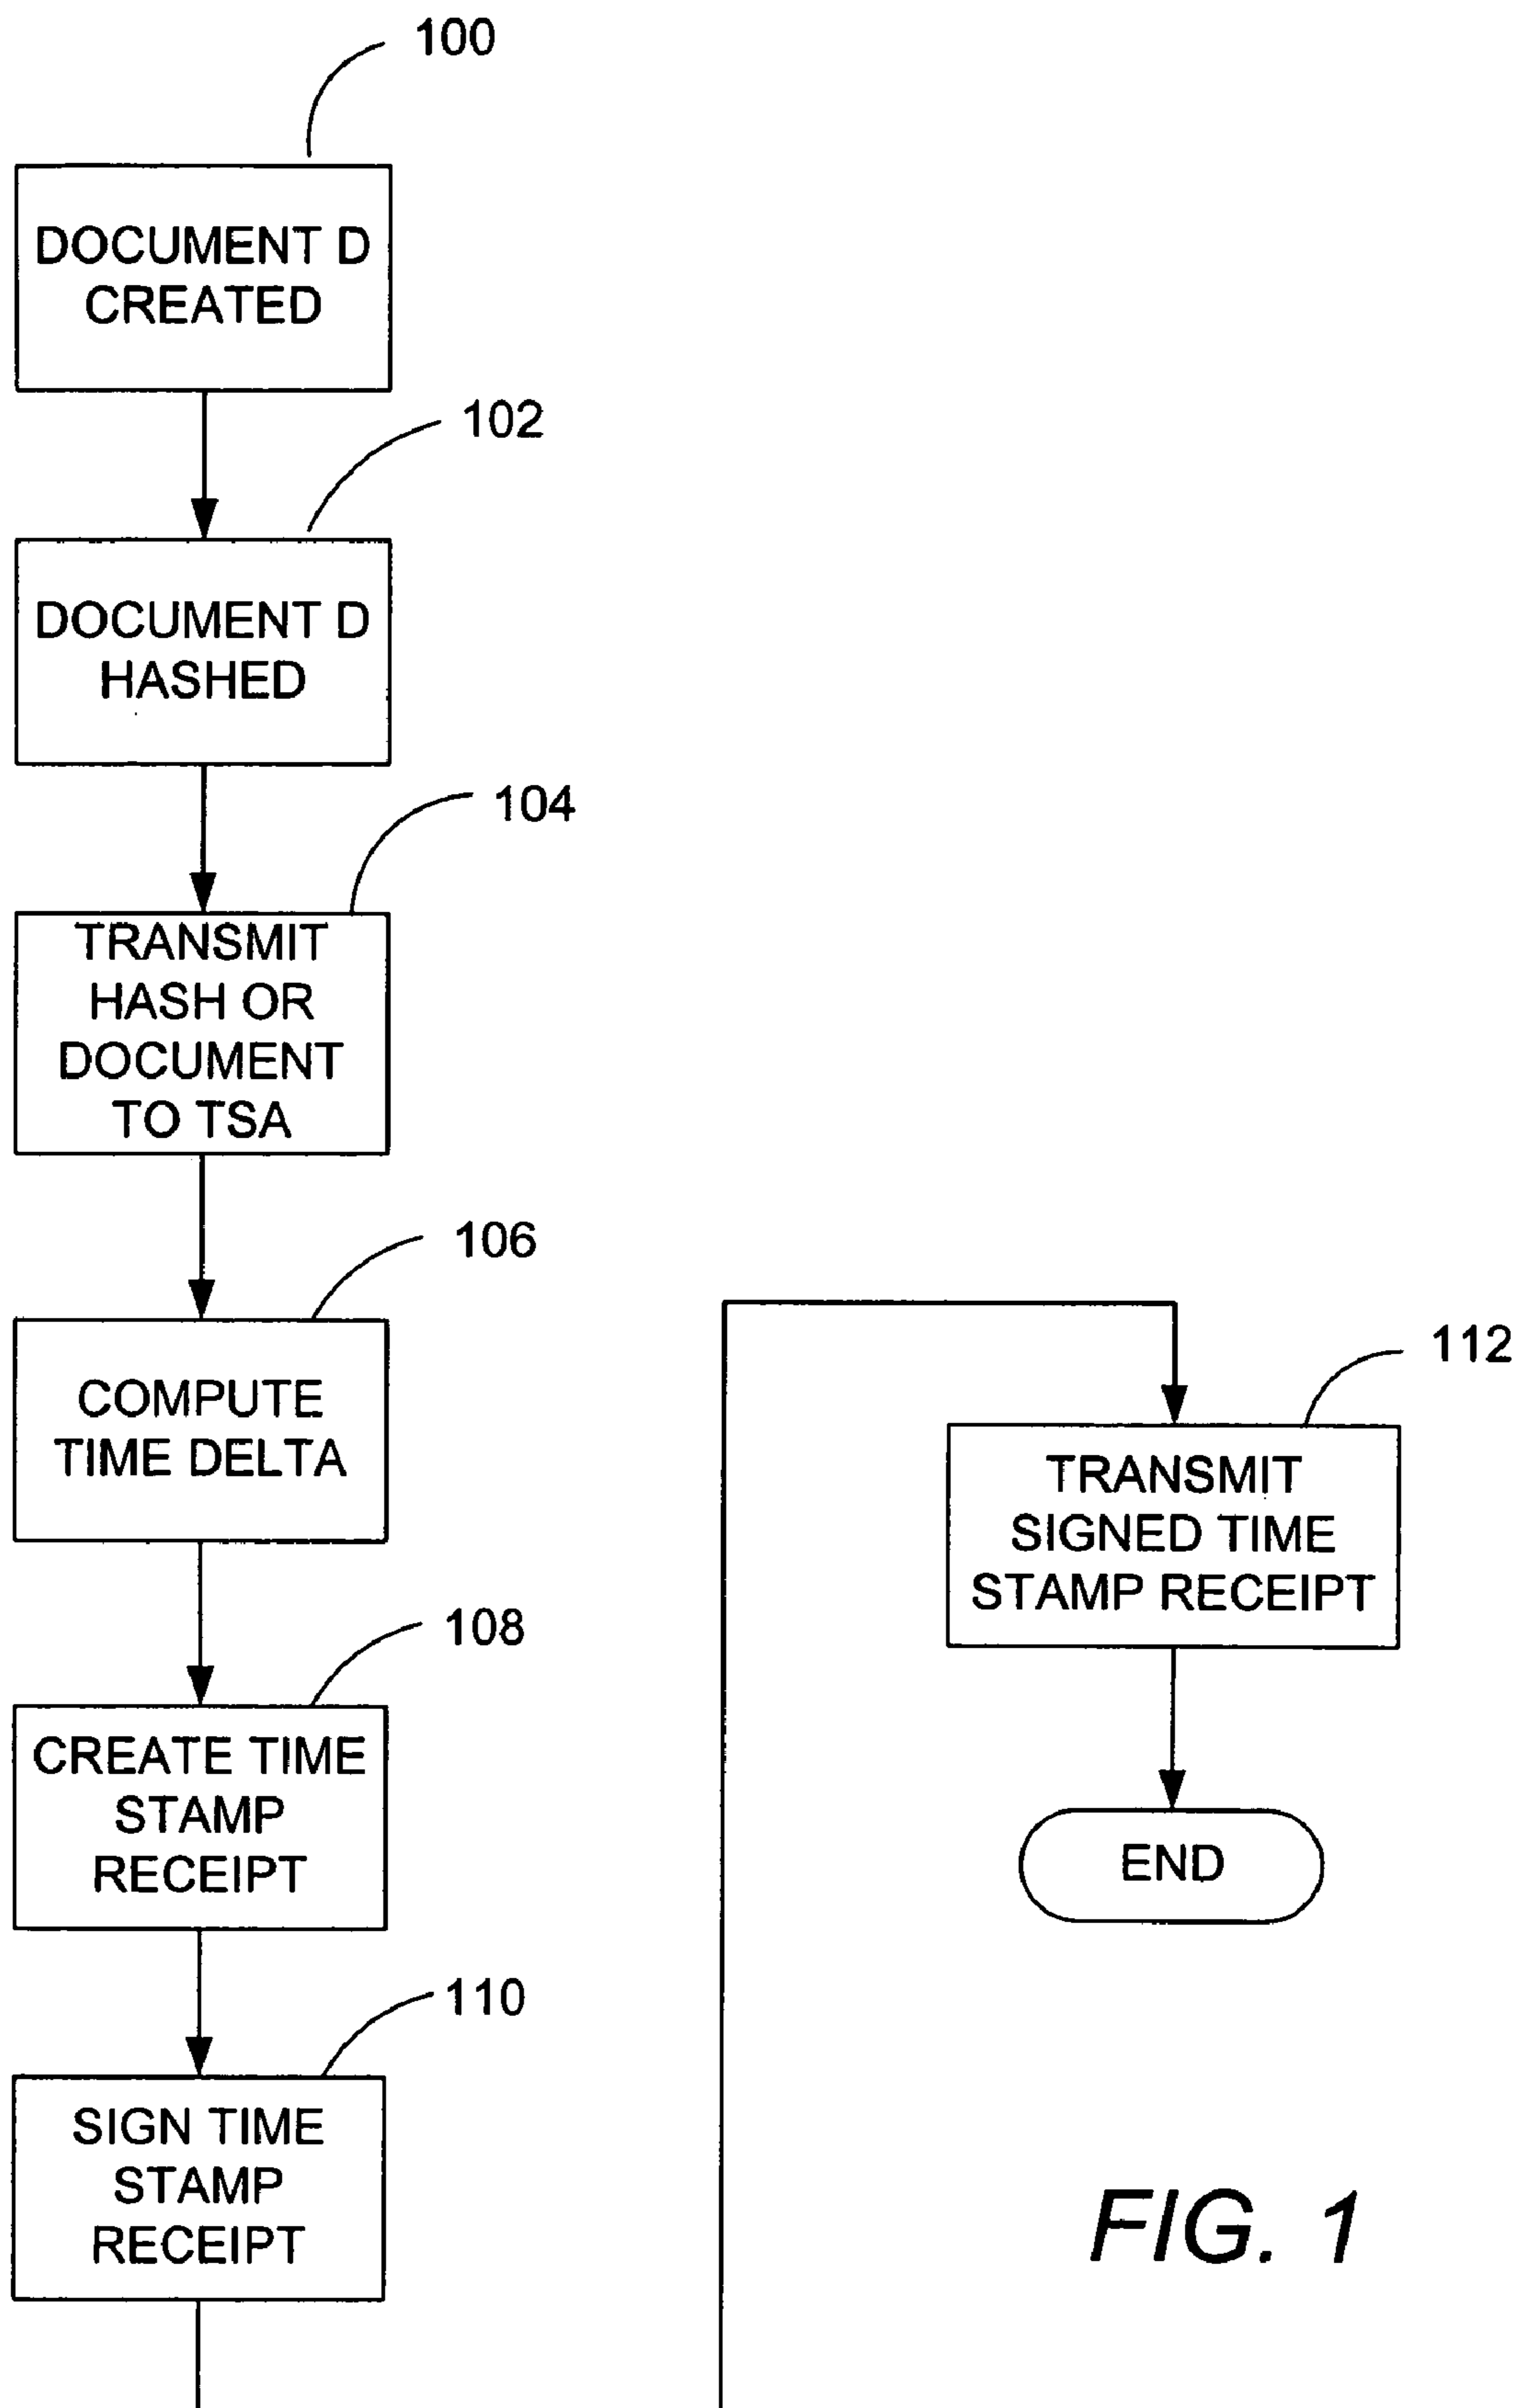 100
DOCUMENT D
CREATED
102
DOCUMENT D
HASHED
104
TRANSMIT
HASH OR
DOCUMENT
TO TSA
106
COMPUTE
TIME DELTA
108
CREATE TIME
STAMP
RECEIPT
110
SIGN TIME
STAMP
RECEIPT
112
TRANSMIT
SIGNED TIME
STAMP RECEIPT
END
FIG. 1